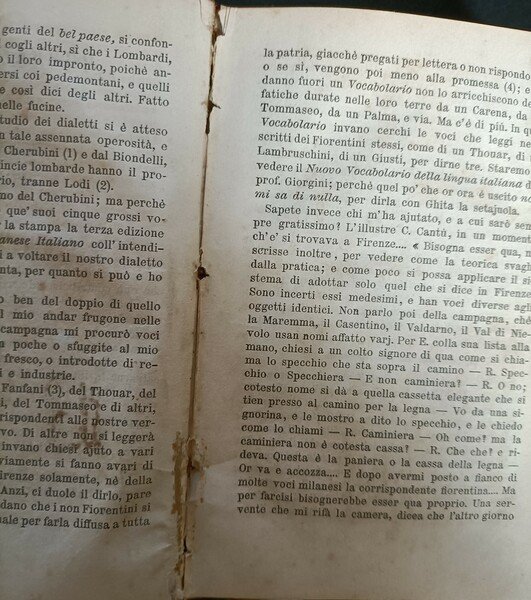 genti del bel paese, si confon-
cogli altri, sì che i Lombardi,
o il loro impronto, poichè an-
ersi coi pedemontani, e quelli
e così dici degli altri. Fatto
nelle fucine.
tudio dei dialetti si è atteso
n tale assennata operosità, e
Cherubini (1) e dal Biondelli,
ncie lombarde hanno il pro-
rio, tranne Lodi (2).
no del Cherubini; ma perchè
que' suoi cinque grossi vo-
r la stampa la terza edizione
anese Italiano coll' intendi-
i a voltare il nostro dialetto
nta, per quanto si può e ho
o ben del doppio di quello
l mio andar frugone nelle
campagna mi procurò voci
n poche o sfuggite al mio
fresco, o introdotte di re-
i e industrie.
Fanfani (3), del Thouar, del
i, del Tommaseo e di altri,
rrispondenti alle nostre ver-
vo. Di altre non si leggerà
invano chiesi ajuto a vari
viamente si fanno avari di
irenze solamente, nè della
Anzi, ci duole il dirlo, pare
dano che i non Fiorentini si
ale per farla diffusa a tutta
la patria, giacchè pregati per lettera o non rispondo
o se sì, vengono poi meno alla promessa (4); e
danno fuori un Vocabolario non lo arricchiscono d
fatiche durate nelle loro terre da un Carena, da
Tommaseo, da un Palma, e via. Ma c'è di più. In q
Vocabolario invano cerchi le voci che leggi ne
scritti dei Fiorentini stessi, come di un Thouar, di
Lambruschini, di un Giusti, per dirne tre. Staremo
vedere il Nuovo Vocabolario della lingua italiana d
prof. Giorgini; perchè quel po' che or ora è uscito no
mi sa di nulla, per dirla con Ghita la setajuola.
Sapete invece chi m'ha ajutato, e a cui sarò sem
pre gratissimo? L'illustre C. Cantù, in un momen
ch'e' si trovava a Firenze.... « Bisogna esser qua, m
scrisse inoltre, per vedere come la teorica svari
dalla pratica; e come poco si possa applicare il si
stema di adottar solo quel che si dice in Firenze
Sono incerti essi medesimi, e han voci diverse agli
oggetti identici. Non parlo poi della campagna, chè
la Maremma, il Casentino, il Valdarno, il Val di Nie-
vole usan nomi affatto varj. Per E. colla sua lista alla
mano, chiesi a un colto signore di qua come si chia-
ma lo specchio che sta sopra il camino — R. Spec-
chio o Specchiera — E non caminiera? — R. O no:
cotesto nome si dà a quella cassetta elegante che si
tien presso al camino per la legna — Vo da una si-
gnorina, e le mostro a dito lo specchio, e le chiedo
come lo chiami — R. Caminiera — Oh come? ma la
caminiera non è cotesta cassa? — R. Che che! e ri-
deva. Questa è la paniera o la cassa della legna —
Or va e accozza.... E dopo avermi posto a fianco di
molte voci milanesi la corrispondente fiorentina.... Ma
per farcisi bisognerebbe esser qua proprio. Una ser-
vente che mi rifà la camera, dicea che l'altro giorno